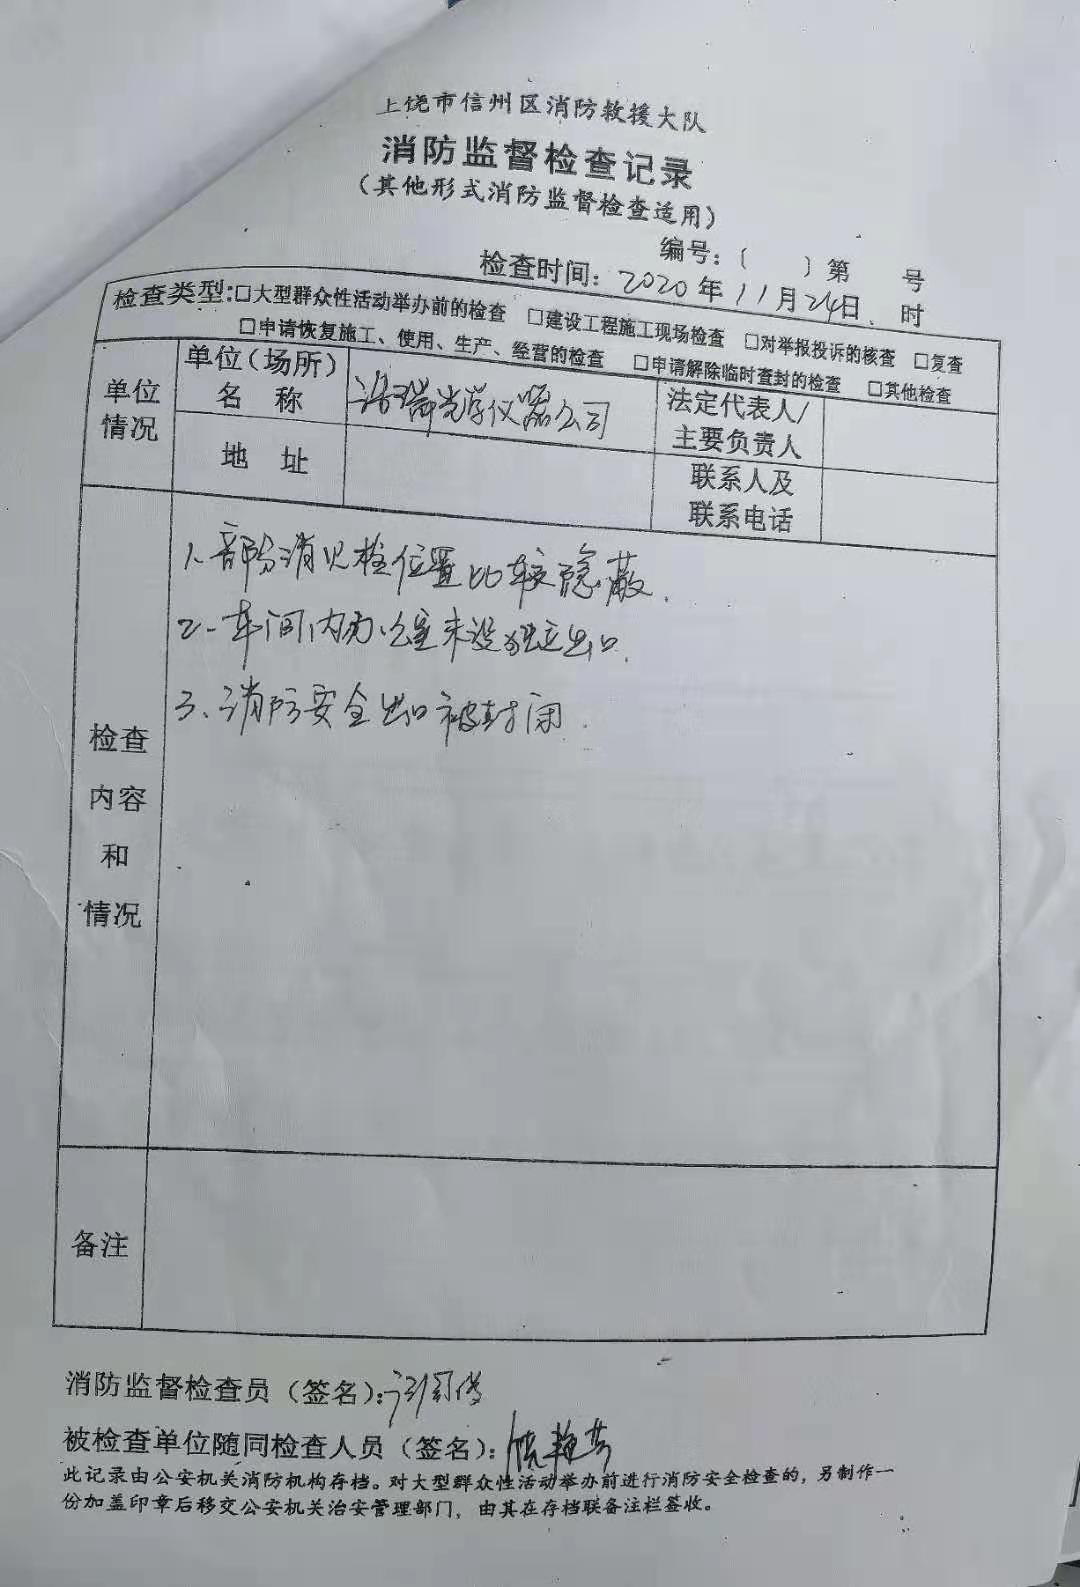 上饶市信州区消防救援大队
消防监督检查记录
（其他形式消防监督检查适用）
编号：〔 〕第 号
检查时间：2020年11月24日 时
检查类型：□大型群众性活动举办前的检查 □建设工程施工现场检查 □对举报投诉的核查 □复查
□申请恢复施工、使用、生产、经营的检查 □申请解除临时查封的检查 □其他检查
单位情况
单位（场所）名称
瑞光学仪器公司
法定代表人/主要负责人
地 址
联系人及联系电话
检查内容和情况
1、部分消火栓位置比较隐蔽.
2、车间内办公室未设独立出口.
3、消防安全出口被封闭.
备注
消防监督检查员（签名）：
被检查单位随同检查人员（签名）：
此记录由公安机关消防机构存档。对大型群众性活动举办前进行消防安全检查的，另制作一
份加盖印章后移交公安机关治安管理部门，由其在存档联备注栏签收。